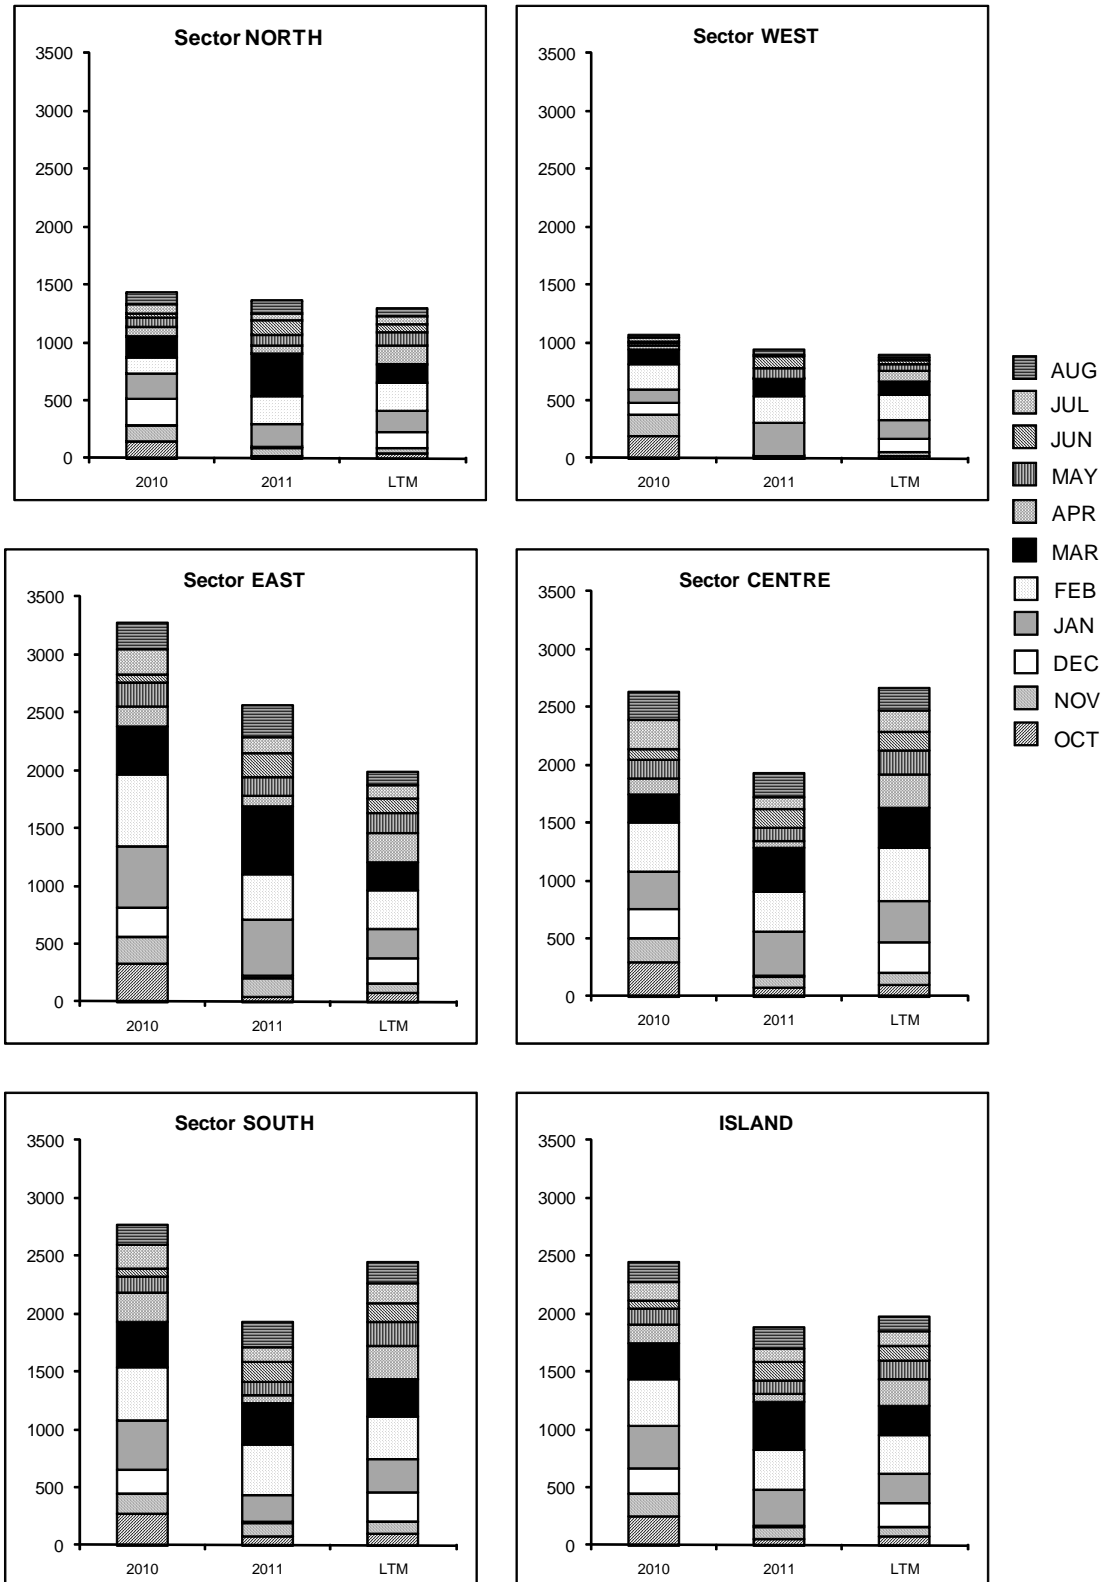 Sector NORTH
3500
3000
2500
2000
1500
1000
500
0
2010 2011 LTM
Sector WEST
3500
3000
2500
2000
1500
1000
500
0
2010 2011 LTM
AUG
JUL
JUN
MAY
APR
MAR
FEB
JAN
DEC
NOV
OCT
Sector EAST
3500
3000
2500
2000
1500
1000
500
0
2010 2011 LTM
Sector CENTRE
3500
3000
2500
2000
1500
1000
500
0
2010 2011 LTM
Sector SOUTH
3500
3000
2500
2000
1500
1000
500
0
2010 2011 LTM
ISLAND
3500
3000
2500
2000
1500
1000
500
0
2010 2011 LTM